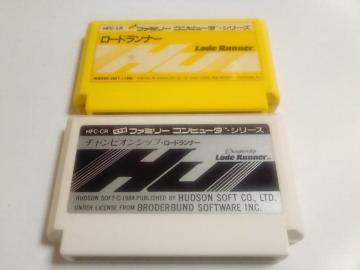 HFC-CR ファミリー コンピュータ・シリーズ
ロードランナー
Lode Runner
HU
HFC-CR ファミリー コンピュータ・シリーズ
チャンピオンシップ・ロードランナー
Championship
Lode Runner
HU
HUDSON SOFT © 1984 PUBLISHED BY HUDSON SOFT CO., LTD.
UNDER LICENSE FROM BRODERBUND SOFTWARE INC.